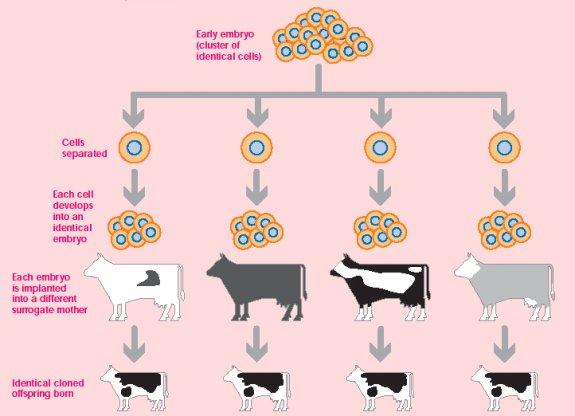 Early embryo
(cluster of
identical cells)
Cells
separated
Each cell
develops
into an
identical
embryo
Each embryo
is implanted
into a different
surrogate mother
Identical cloned
offspring born